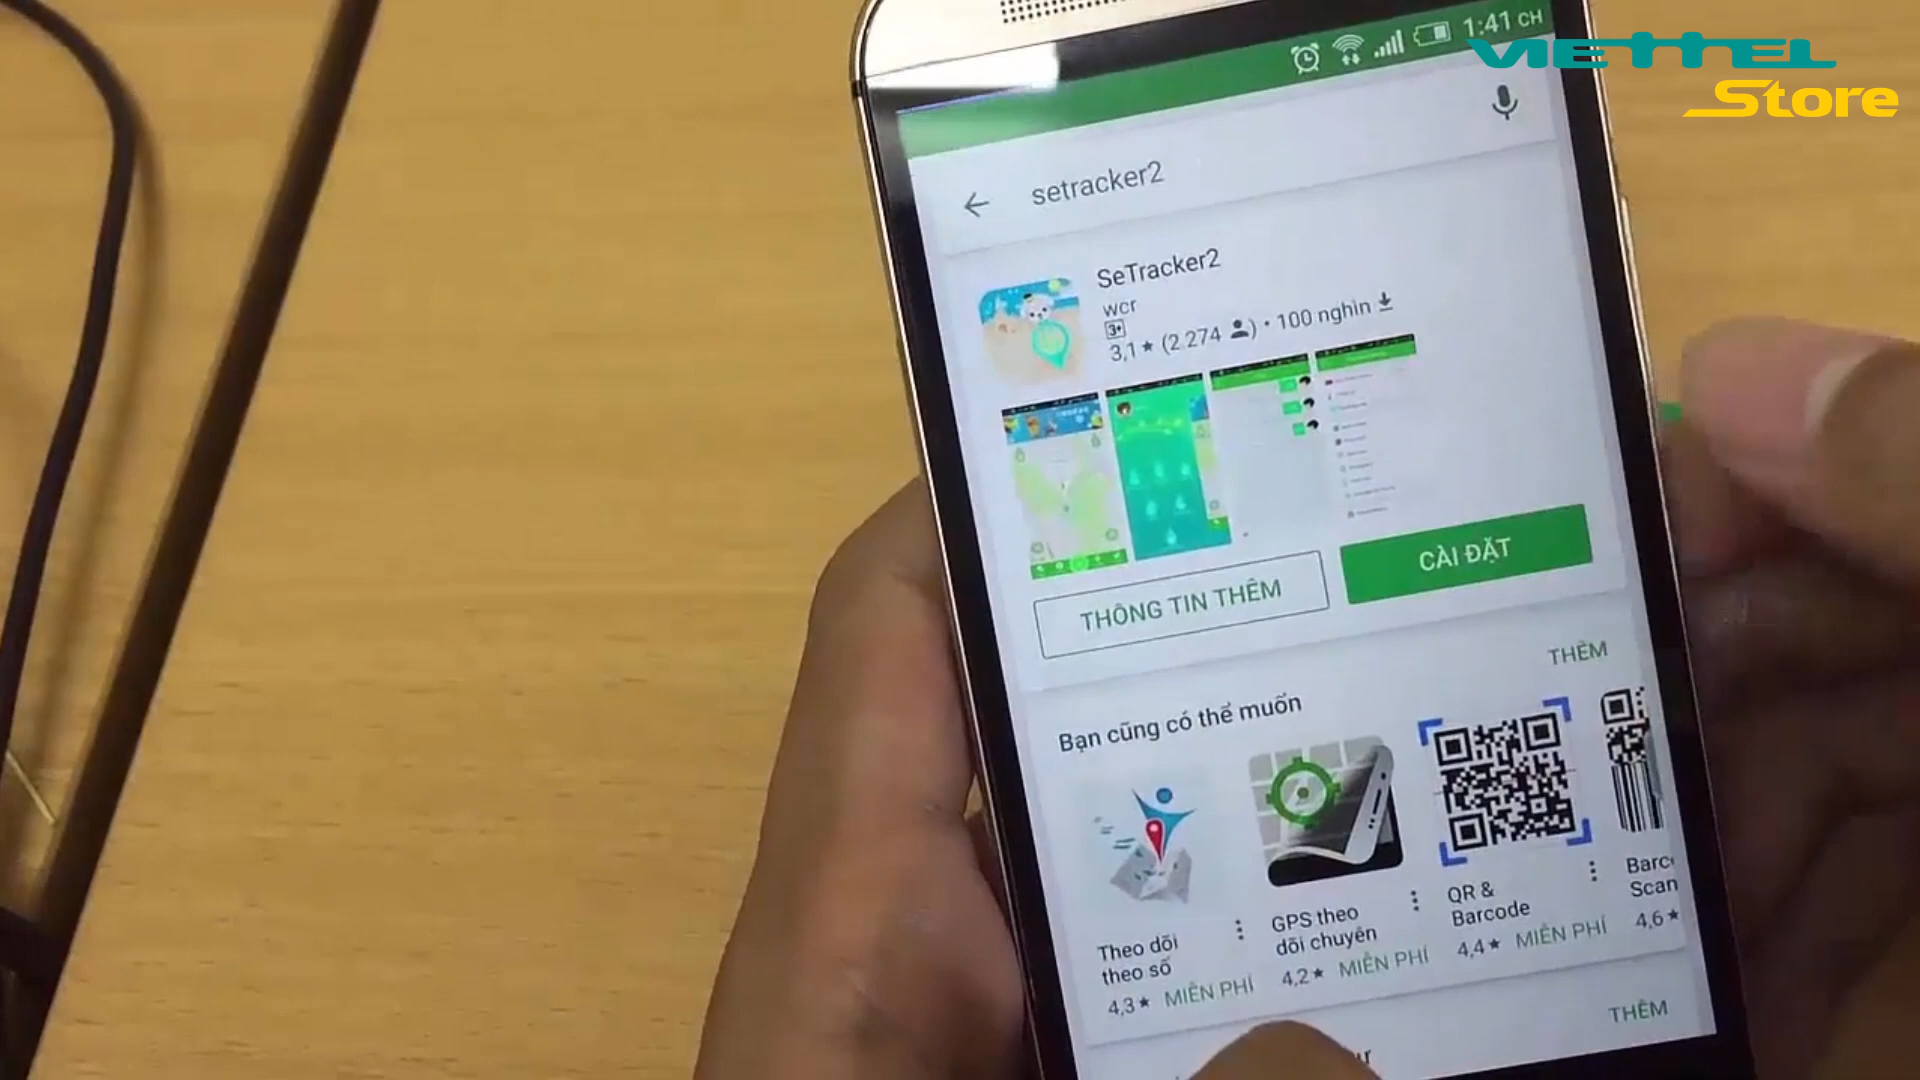 1:41 CH
VIETTEL
Store
setracker2
SeTracker2
wcr
3+
3,1 ★ (2.274 ) • 100 nghìn
THÔNG TIN THÊM
CÀI ĐẶT
THÊM
Bạn cũng có thể muốn
Theo dõi
theo số
4,3★ MIỄN PHÍ
GPS theo
dõi chuyên
4,2★ MIỄN PHÍ
QR &
Barcode
4,4★ MIỄN PHÍ
Barc
Scan
4,6★
THÊM